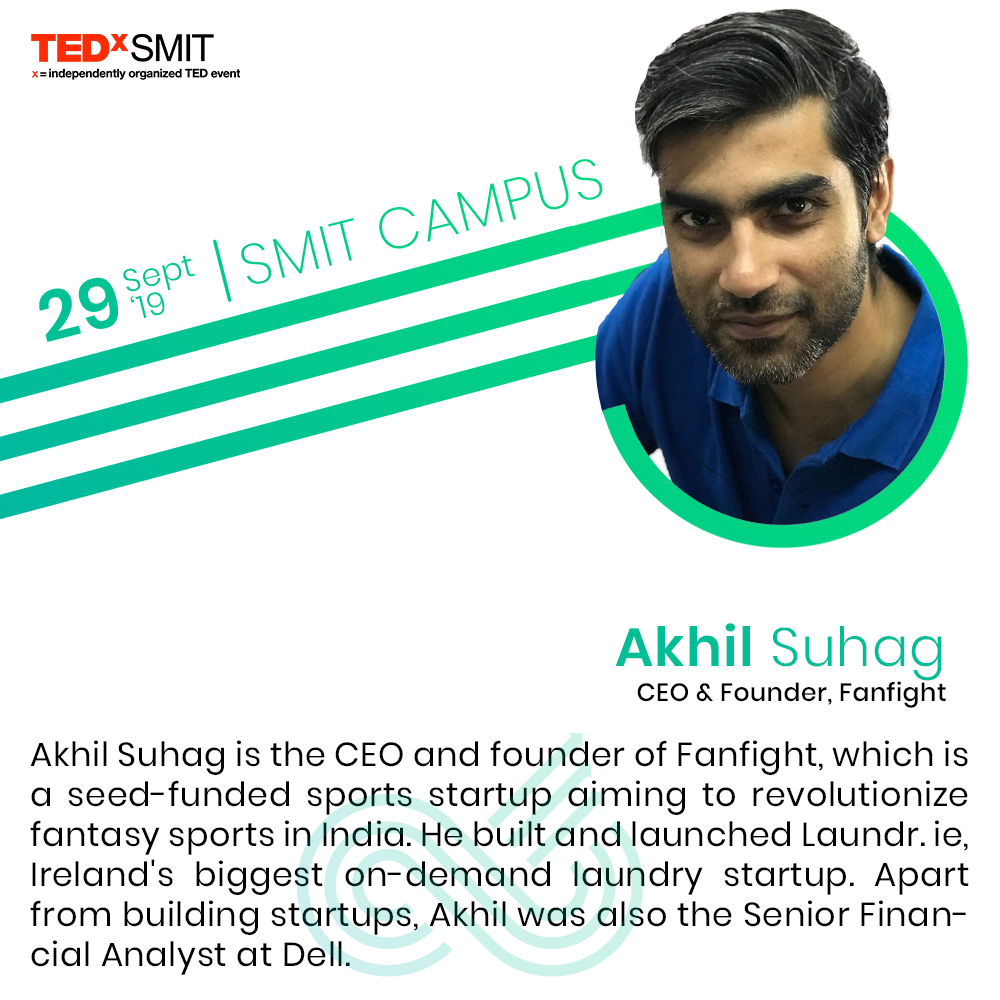 TEDxSMIT
x = independently organized TED event
29 Sept '19 | SMIT CAMPUS
Akhil Suhag
CEO & Founder, Fanfight
Akhil Suhag is the CEO and founder of Fanfight, which is
a seed-funded sports startup aiming to revolutionize
fantasy sports in India. He built and launched Laundr. ie,
Ireland's biggest on-demand laundry startup. Apart
from building startups, Akhil was also the Senior Finan-
cial Analyst at Dell.